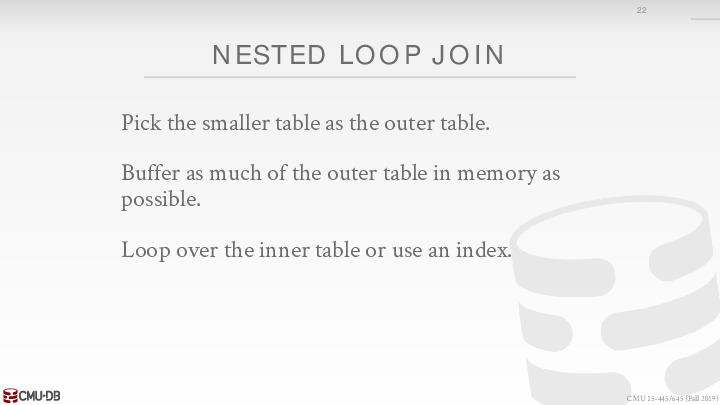 22
NESTED LOOP JOIN
Pick the smaller table as the outer table.
Buffer as much of the outer table in memory as
possible.
Loop over the inner table or use an index.
CMU·DB
CMU 15-445/645 (Fall 2019)